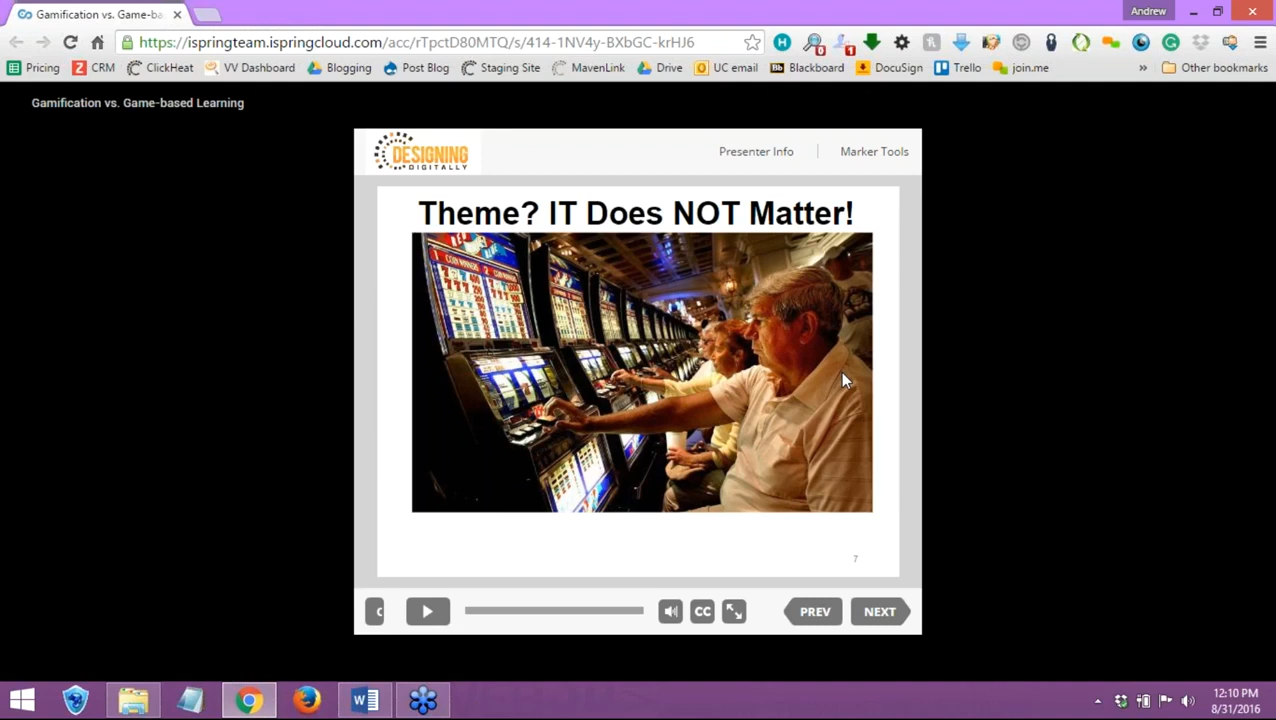 Gamification vs. Game-ba
Andrew
https://ispringteam.ispringcloud.com/acc/rTpctD80MTQ/s/414-1NV4y-BXbGC-krHJ6
Pricing CRM ClickHeat VV Dashboard Blogging Post Blog Staging Site MavenLink Drive UC email Blackboard DocuSign Trello join.me » Other bookmarks
Gamification vs. Game-based Learning
DESIGNING
DIGITALLY
Presenter Info Marker Tools
Theme? IT Does NOT Matter!
7
CC PREV NEXT
12:10 PM
8/31/2016